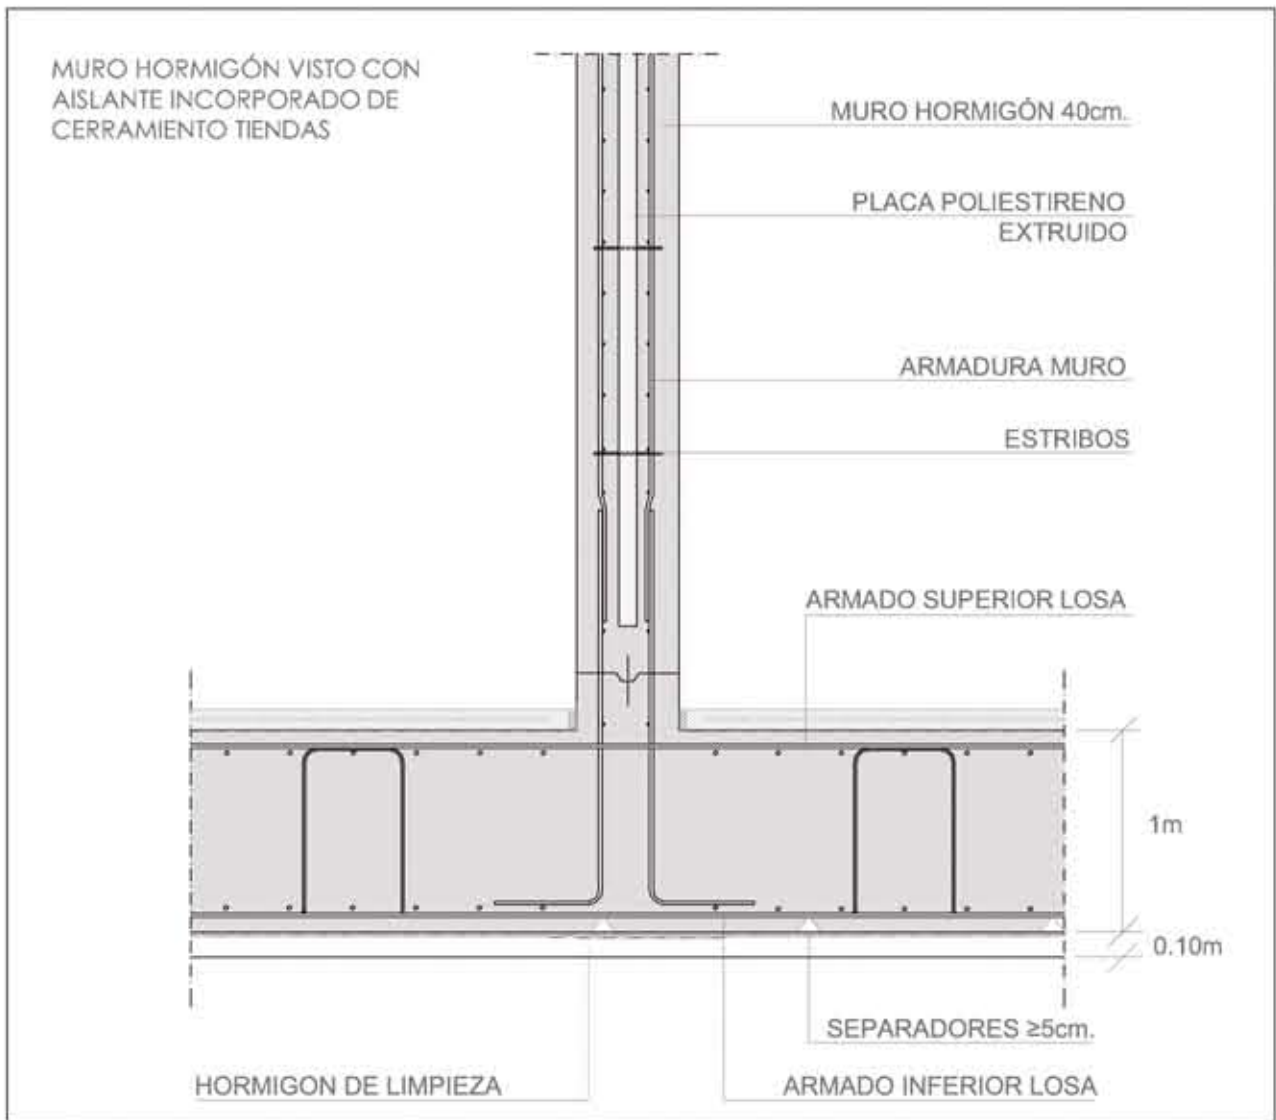 MURO HORMIGÓN VISTO CON
AISLANTE INCORPORADO DE
CERRAMIENTO TIENDAS
MURO HORMIGÓN 40cm.
PLACA POLIESTIRENO
EXTRUIDO
ARMADURA MURO
ESTRIBOS
ARMADO SUPERIOR LOSA
1m
0.10m
SEPARADORES ≥5cm.
HORMIGON DE LIMPIEZA
ARMADO INFERIOR LOSA